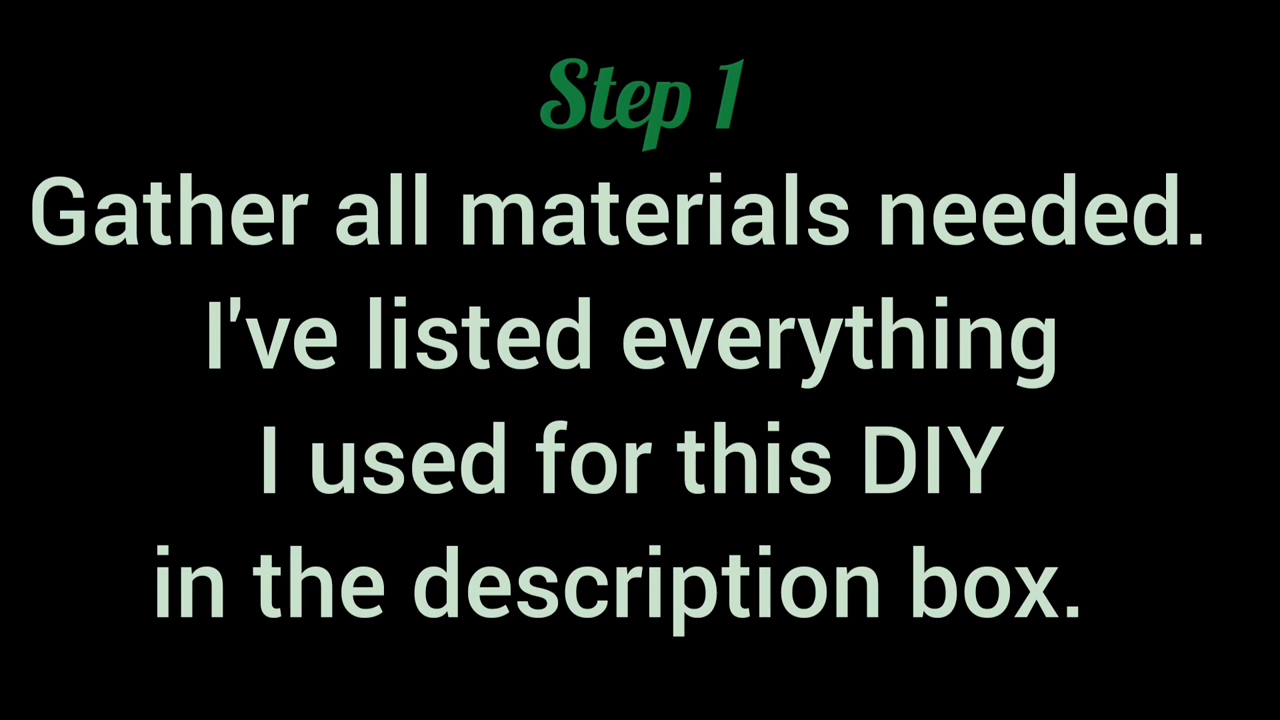 Step 1
Gather all materials needed.
I've listed everything
I used for this DIY
in the description box.